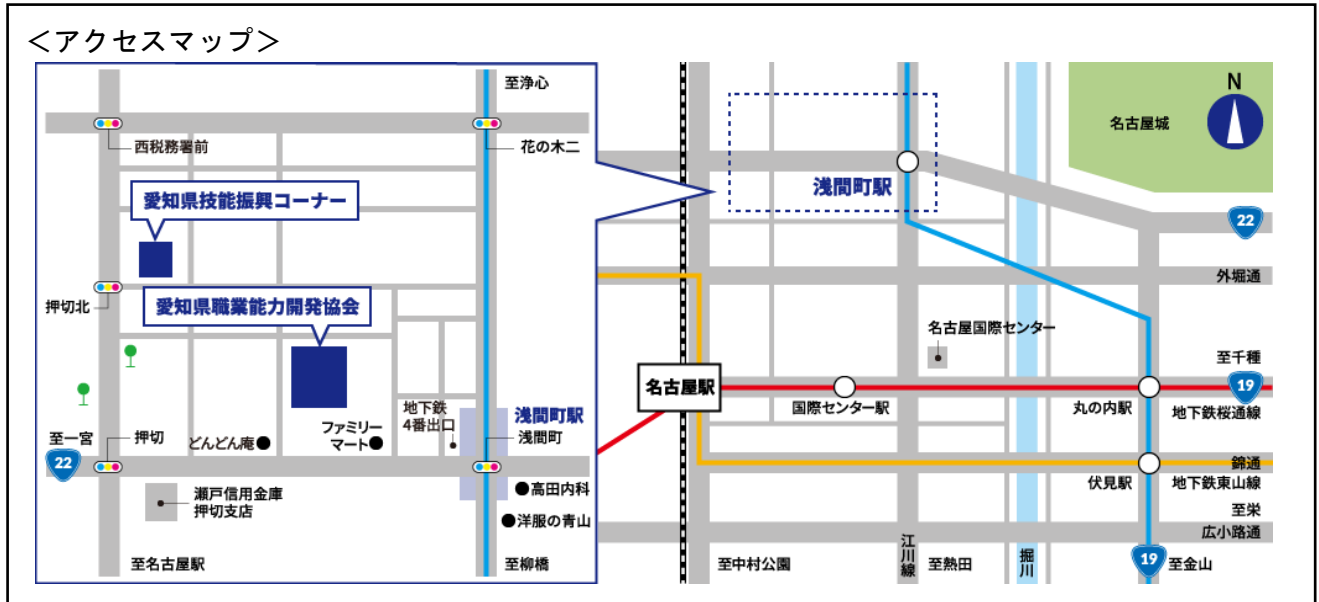 ＜アクセスマップ＞
至浄心
西税務署前
花の木二
愛知県技能振興コーナー
押切北
愛知県職業能力開発協会
地下鉄
4番出口
浅間町駅
浅間町
至一宮
22
押切
どんどん庵
ファミリー
マート
瀬戸信用金庫
押切支店
高田内科
洋服の青山
至名古屋駅
至柳橋
N
名古屋城
浅間町駅
22
外堀通
名古屋国際センター
至千種
名古屋駅
19
国際センター駅
丸の内駅
地下鉄桜通線
錦通
伏見駅
地下鉄東山線
至栄
広小路通
至中村公園
江川線
至熱田
堀川
19
至金山